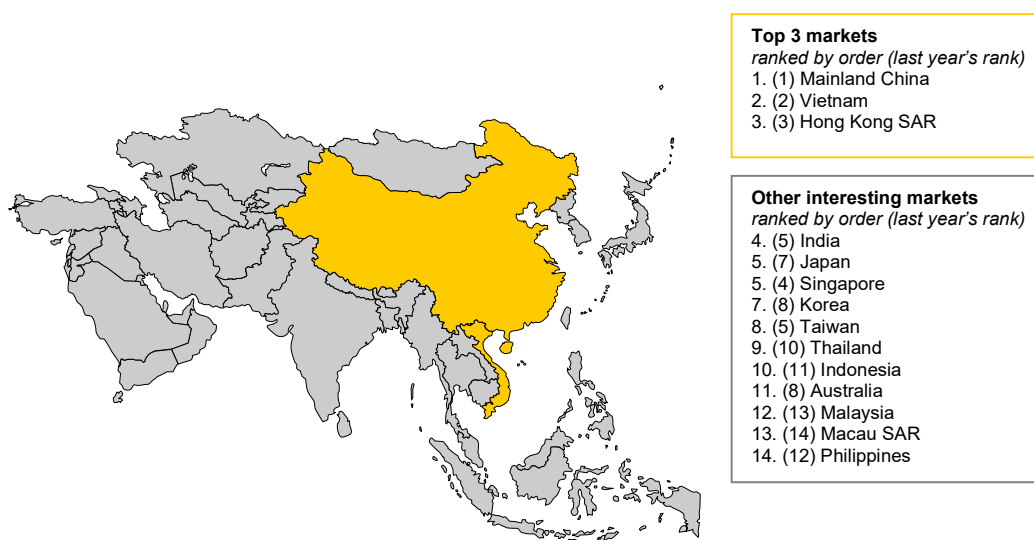 Top 3 markets
ranked by order (last year's rank)
1. (1) Mainland China
2. (2) Vietnam
3. (3) Hong Kong SAR
Other interesting markets
ranked by order (last year's rank)
4. (5) India
5. (7) Japan
5. (4) Singapore
7. (8) Korea
8. (5) Taiwan
9. (10) Thailand
10. (11) Indonesia
11. (8) Australia
12. (13) Malaysia
13. (14) Macau SAR
14. (12) Philippines